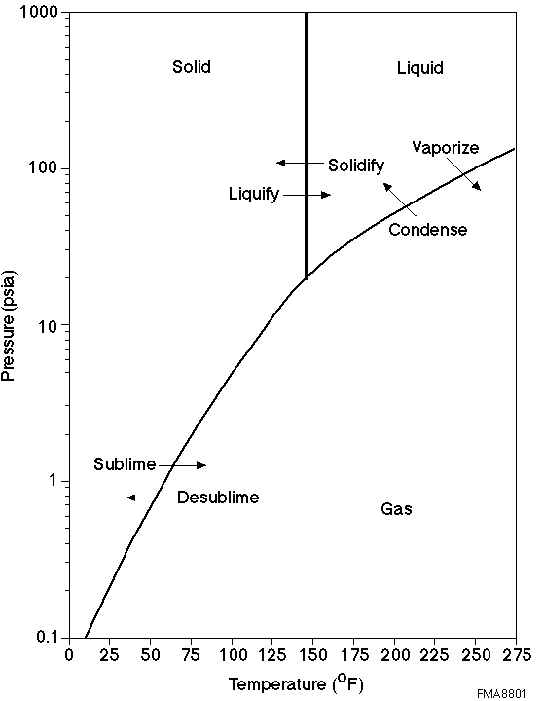 1000
Solid
Liquid
Vaporize
100
Solidify
Liquify
Condense
Pressure (psia)
10
Sublime
1
Desublime
Gas
0.1
0 25 50 75 100 125 150 175 200 225 250 275
Temperature (°F)
FMA8801